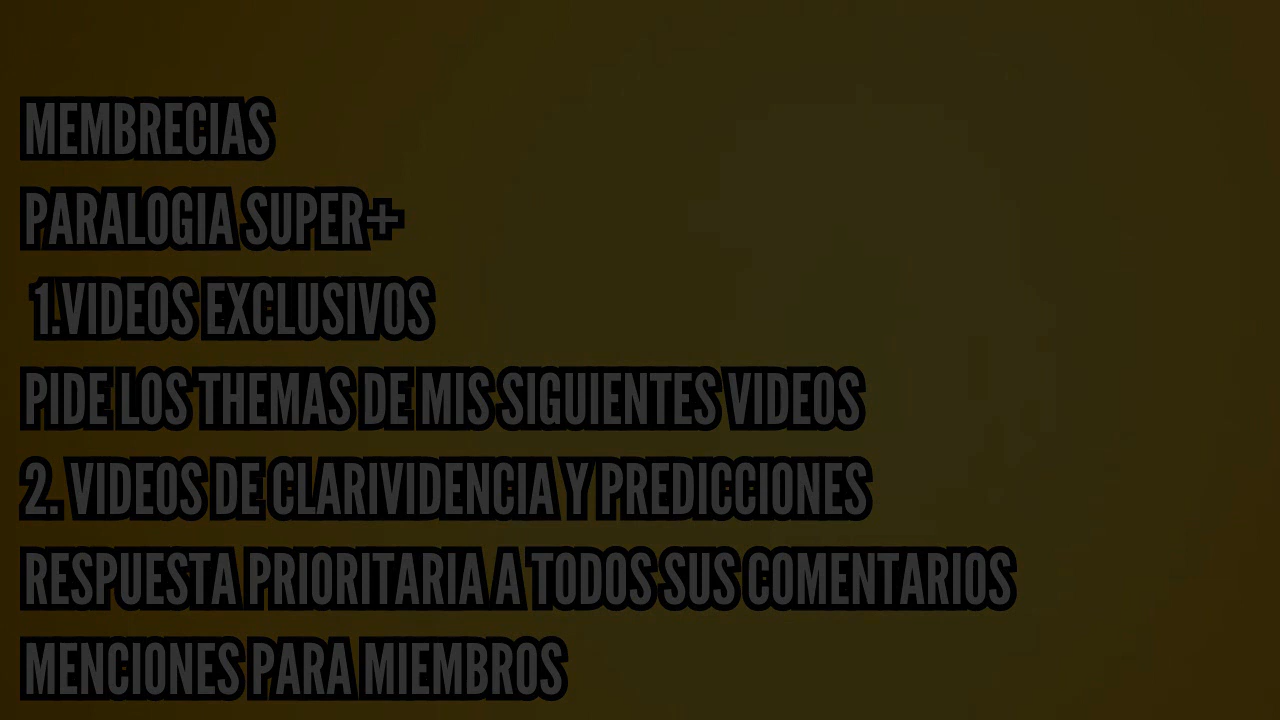 MEMBRECIAS
PARALOGIA SUPER+
1.VIDEOS EXCLUSIVOS
PIDE LOS THEMAS DE MIS SIGUIENTES VIDEOS
2. VIDEOS DE CLARIVIDENCIA Y PREDICCIONES
RESPUESTA PRIORITARIA A TODOS SUS COMENTARIOS
MENCIONES PARA MIEMBROS